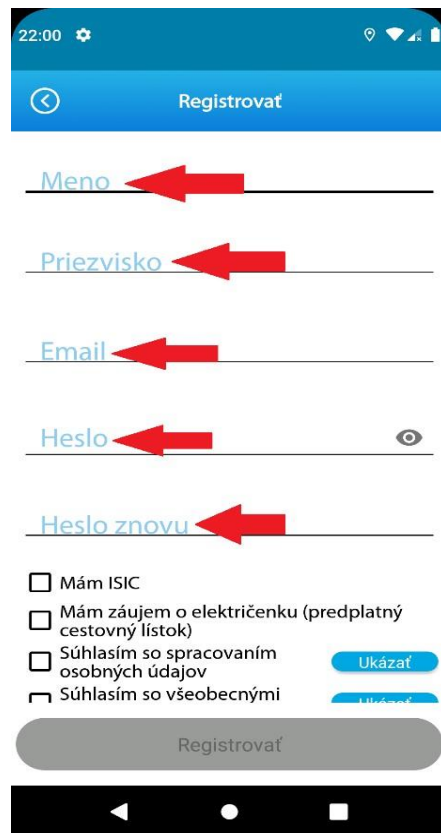 22:00
Registrovať
Meno
Priezvisko
Email
Heslo
Heslo znovu
Mám ISIC
Mám záujem o električenku (predplatný
cestovný lístok)
Súhlasím so spracovaním
osobných údajov
Ukázať
Súhlasím so všeobecnými
Ukázať
Registrovať